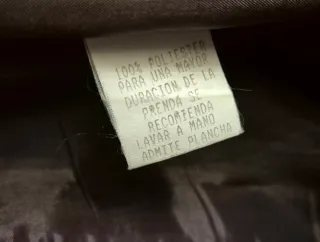 100% POLIESTER
PARA UNA MAYOR
DURACION DE LA
PRENDA SE
RECOMIENDA
LAVAR A MANO
ADMITE PLANCHA